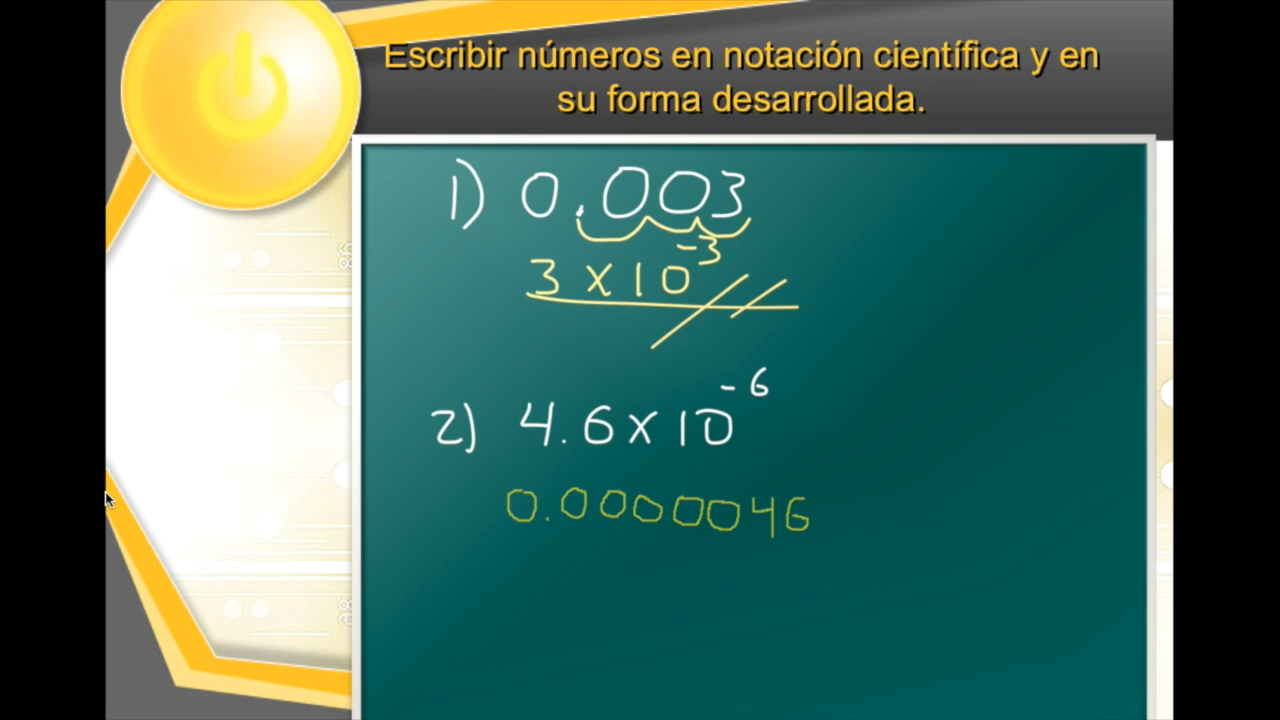 Escribir números en notación científica y en
su forma desarrollada.
1) 0.003
3 x 10⁻³
2) 4.6 x 10⁻⁶
0.0000046